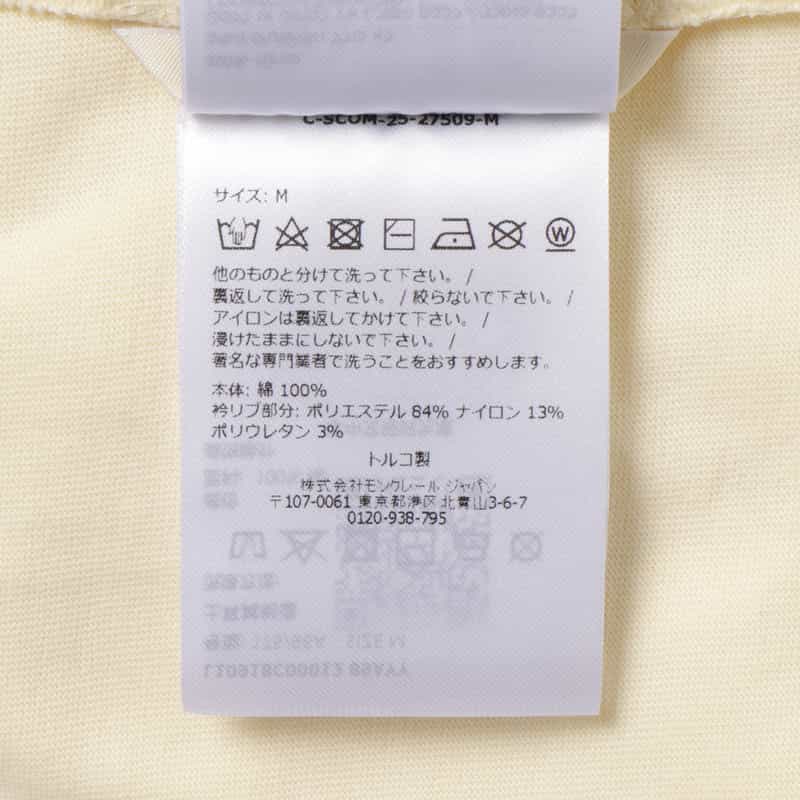 C-SCOM-25-27509-M
サイズ: M
W
他のものと分けて洗って下さい。 /
裏返して洗って下さい。 / 絞らないで下さい。 /
アイロンは裏返してかけて下さい。 /
浸けたままにしないで下さい。 /
著名な専門業者で洗うことをおすすめします。
本体: 綿 100%
衿リブ部分: ポリエステル 84% ナイロン 13%
ポリウレタン 3%
トルコ製
株式会社モンクレール ジャパン
〒107-0061 東京都港区北青山3-6-7
0120-938-795